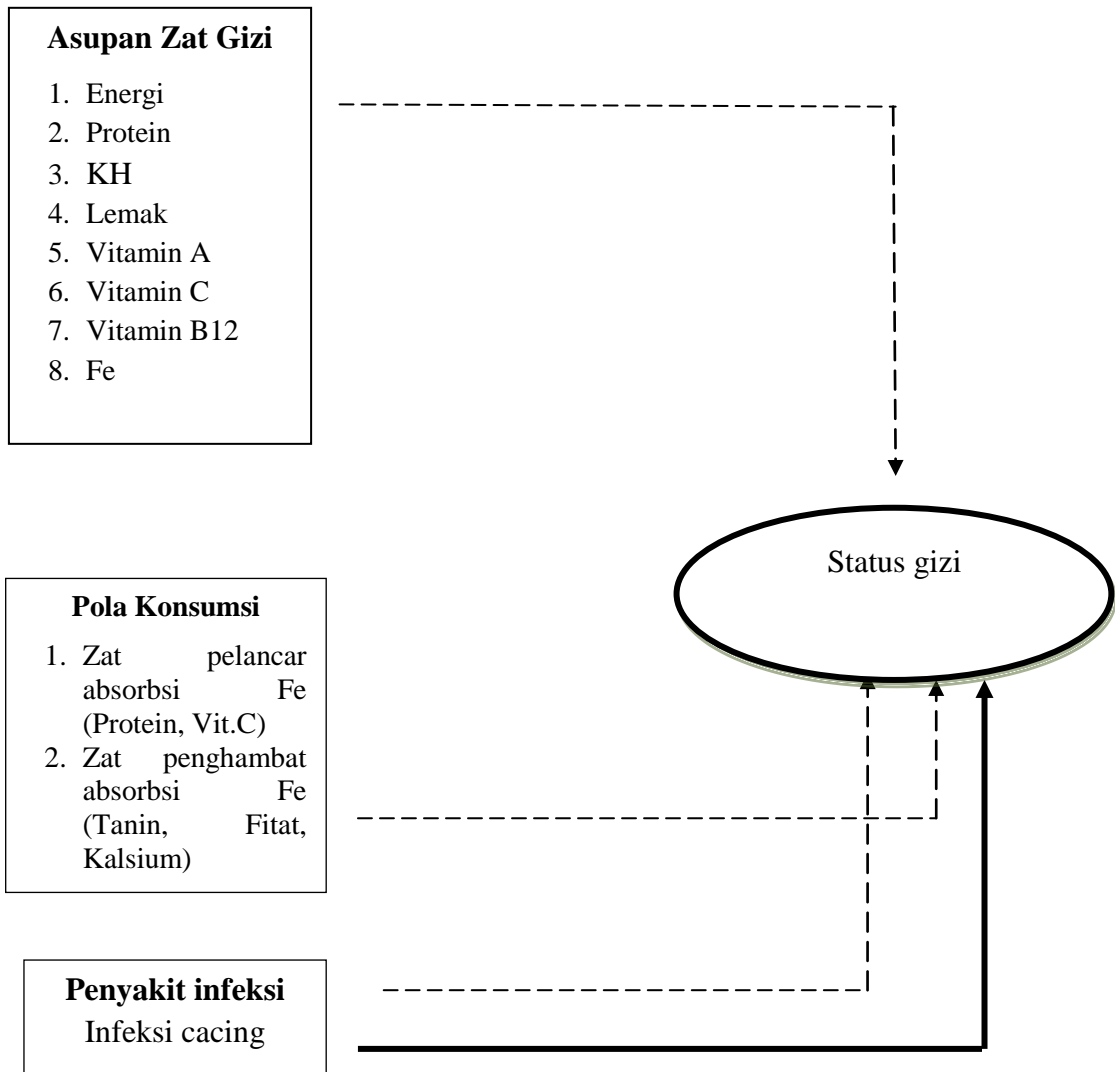 Asupan Zat Gizi
1. Energi
2. Protein
3. KH
4. Lemak
5. Vitamin A
6. Vitamin C
7. Vitamin B12
8. Fe
Status gizi
Pola Konsumsi
1. Zat pelancar
absorbsi Fe
(Protein, Vit.C)
2. Zat penghambat
absorbsi Fe
(Tanin, Fitat,
Kalsium)
Penyakit infeksi
Infeksi cacing